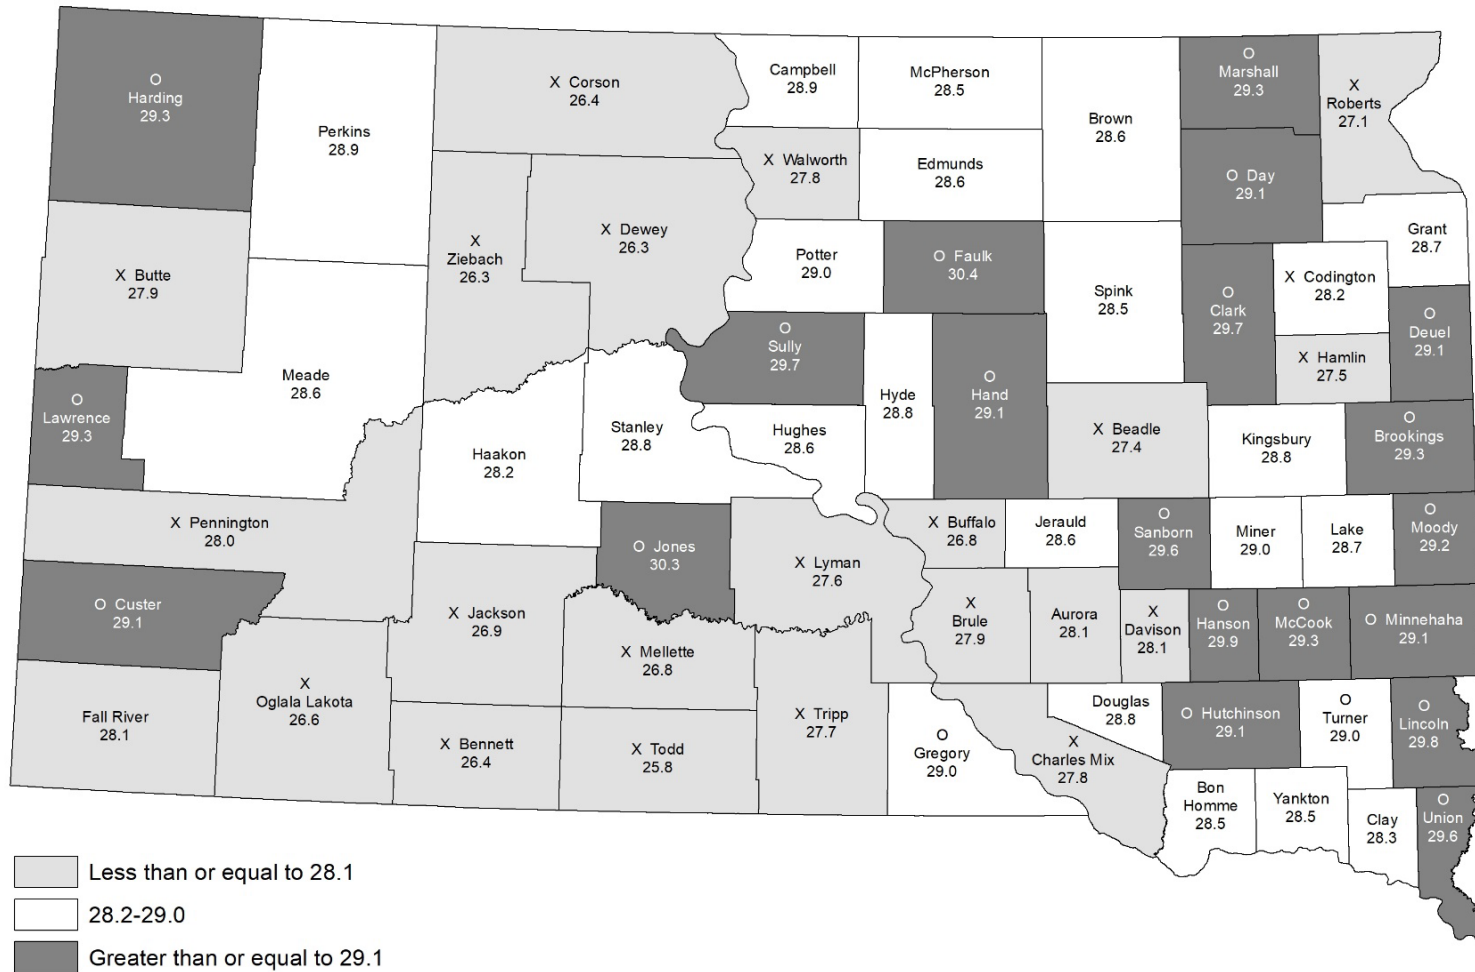 O
Harding
29.3
Perkins
28.9
X Corson
26.4
Campbell
28.9
McPherson
28.5
Brown
28.6
O
Marshall
29.3
X
Roberts
27.1
X Walworth
27.8
Edmunds
28.6
O Day
29.1
X Butte
27.9
X
Ziebach
26.3
X Dewey
26.3
Potter
29.0
O Faulk
30.4
Spink
28.5
Grant
28.7
O
Clark
29.7
X Codington
28.2
O
Deuel
29.1
X Hamlin
27.5
O
Lawrence
29.3
Meade
28.6
O
Sully
29.7
Hyde
28.8
O
Hand
29.1
Haakon
28.2
Stanley
28.8
Hughes
28.6
X Beadle
27.4
Kingsbury
28.8
O
Brookings
29.3
X Pennington
28.0
O Jones
30.3
X Lyman
27.6
X Buffalo
26.8
Jerauld
28.6
O
Sanborn
29.6
Miner
29.0
Lake
28.7
O
Moody
29.2
O Custer
29.1
X Jackson
26.9
X Mellette
26.8
X
Brule
27.9
Aurora
28.1
X
Davison
28.1
O
Hanson
29.9
O
McCook
29.3
O Minnehaha
29.1
Fall River
28.1
X
Oglala Lakota
26.6
X Bennett
26.4
X Todd
25.8
X Tripp
27.7
O
Gregory
29.0
X
Charles Mix
27.8
Douglas
28.8
O Hutchinson
29.1
O
Turner
29.0
O
Lincoln
29.8
Bon
Homme
28.5
Yankton
28.5
Clay
28.3
O
Union
29.6
Less than or equal to 28.1
28.2-29.0
Greater than or equal to 29.1